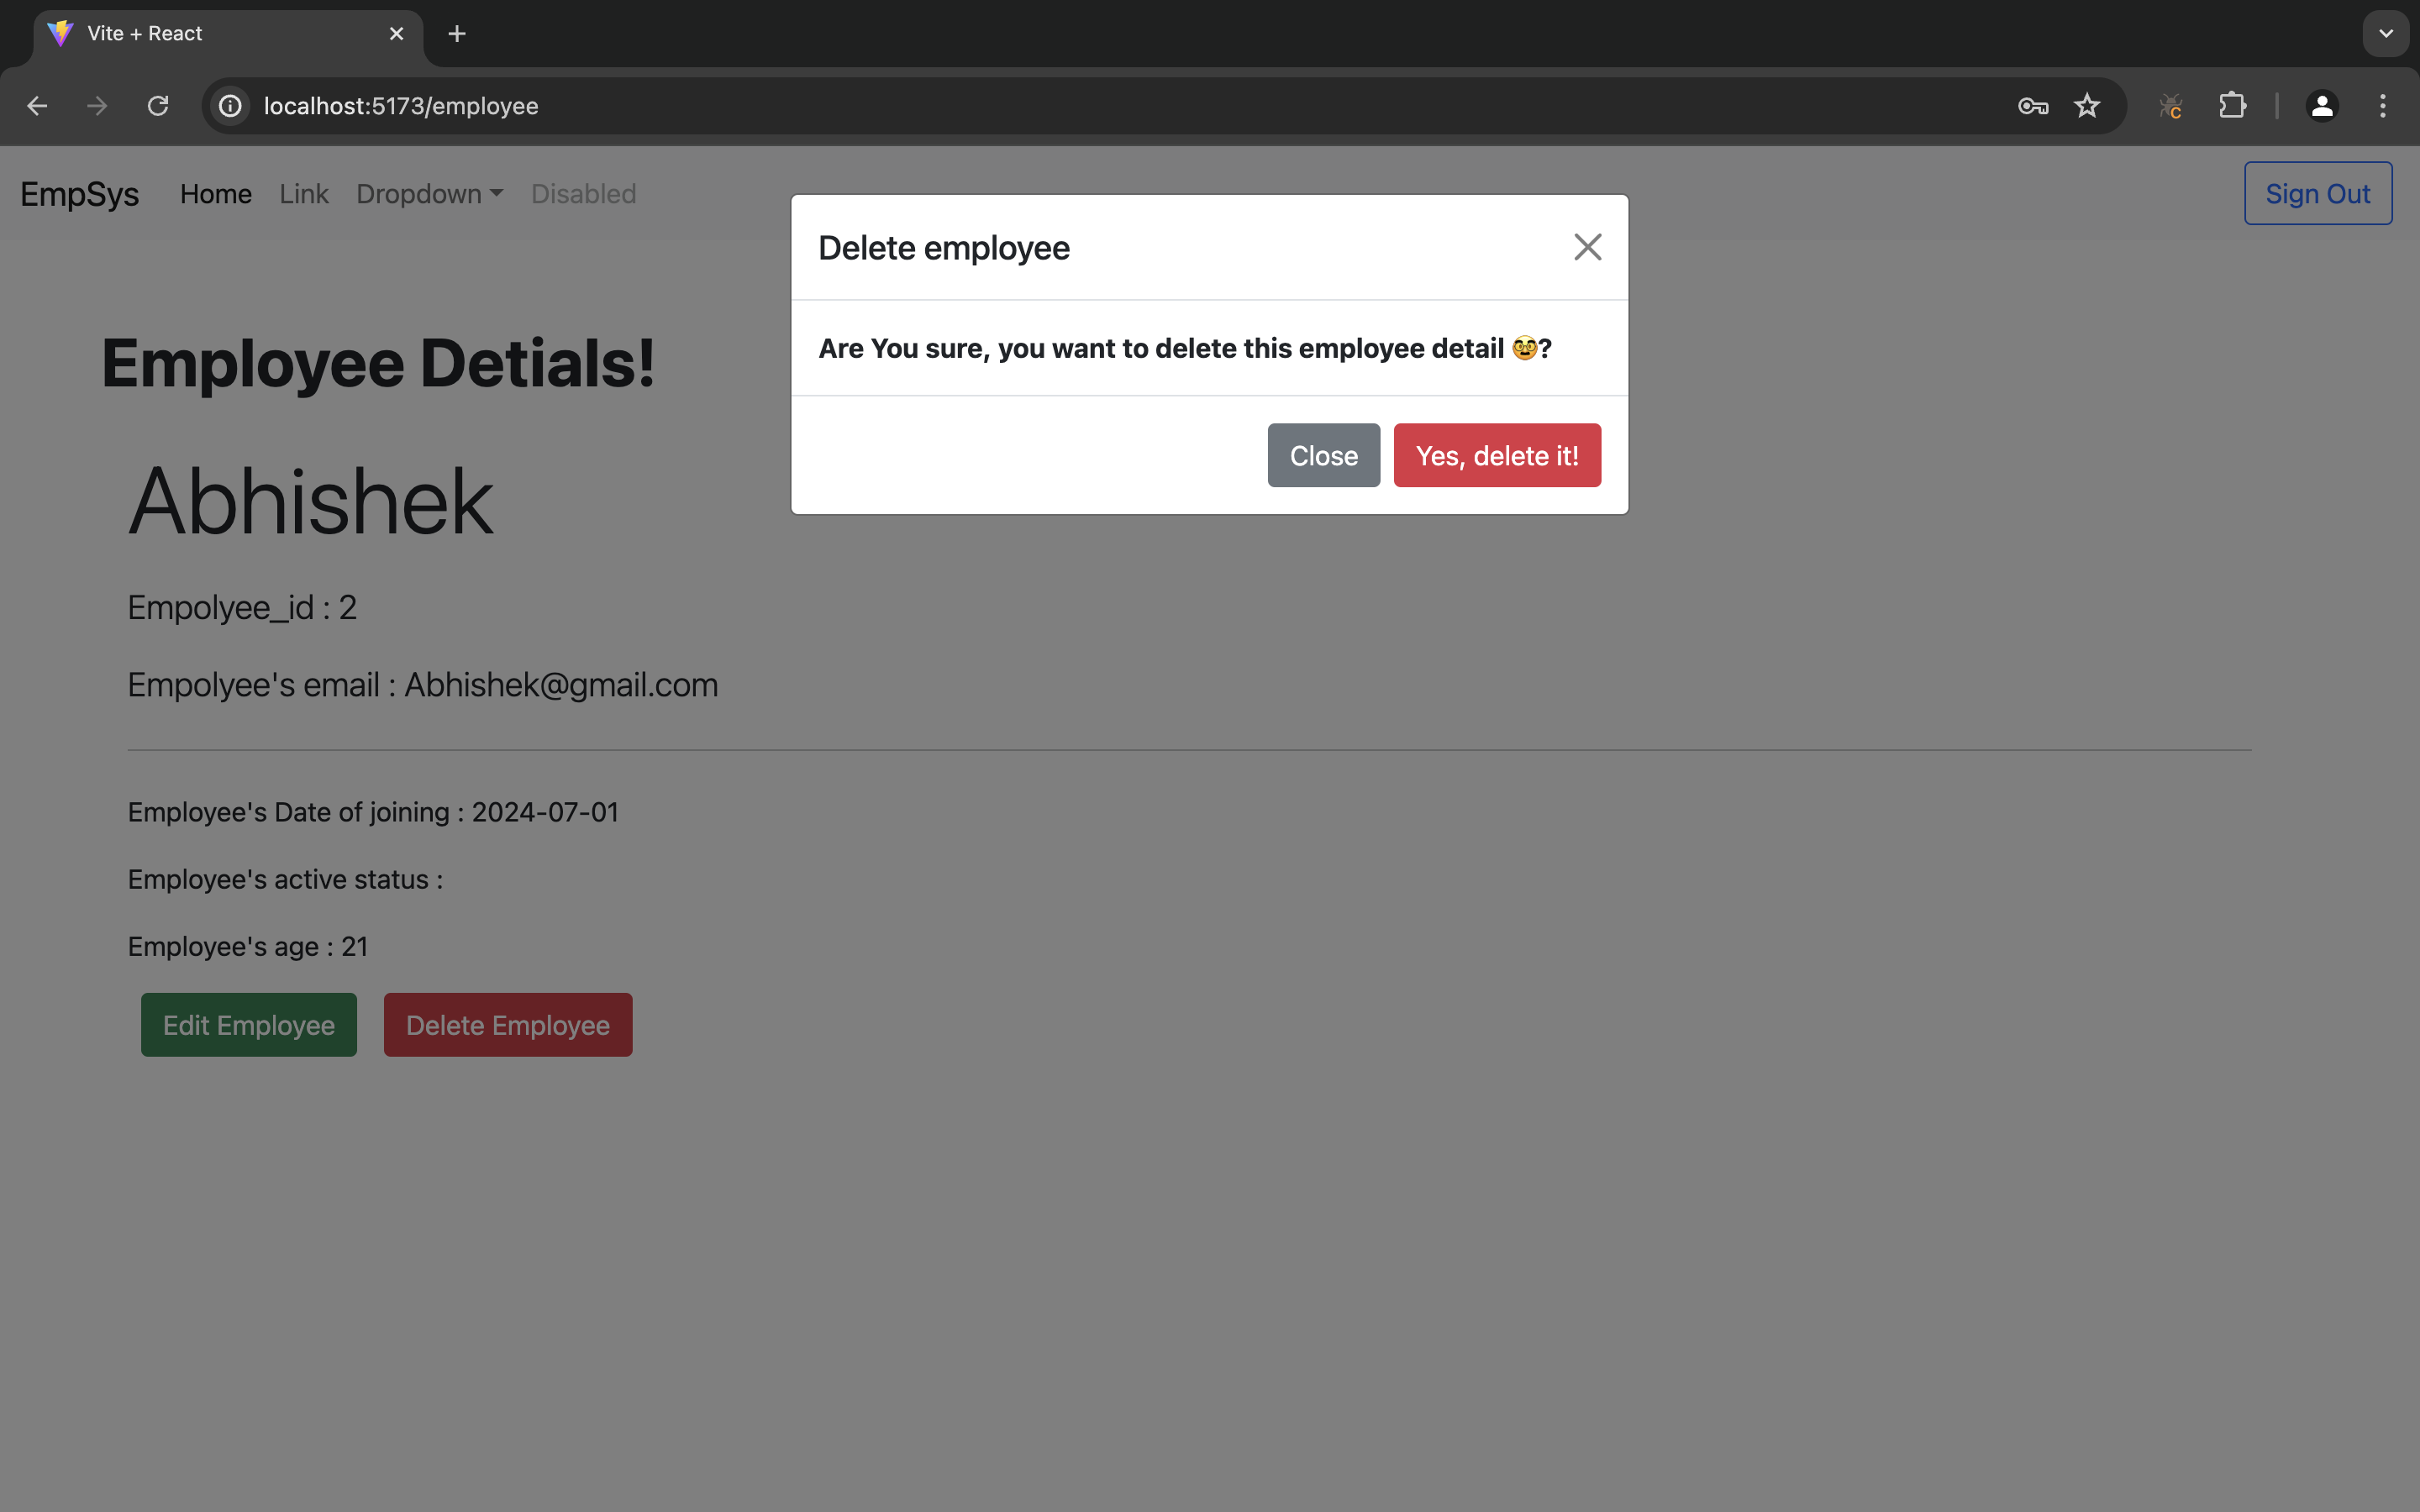 Vite + React
localhost:5173/employee
EmpSys Home Link Dropdown Disabled Sign Out
Delete employee
Are You sure, you want to delete this employee detail 🥸?
Close Yes, delete it!
Employee Detials!
Abhishek
Empolyee_id : 2
Empolyee's email : Abhishek@gmail.com
Employee's Date of joining : 2024-07-01
Employee's active status :
Employee's age : 21
Edit Employee Delete Employee